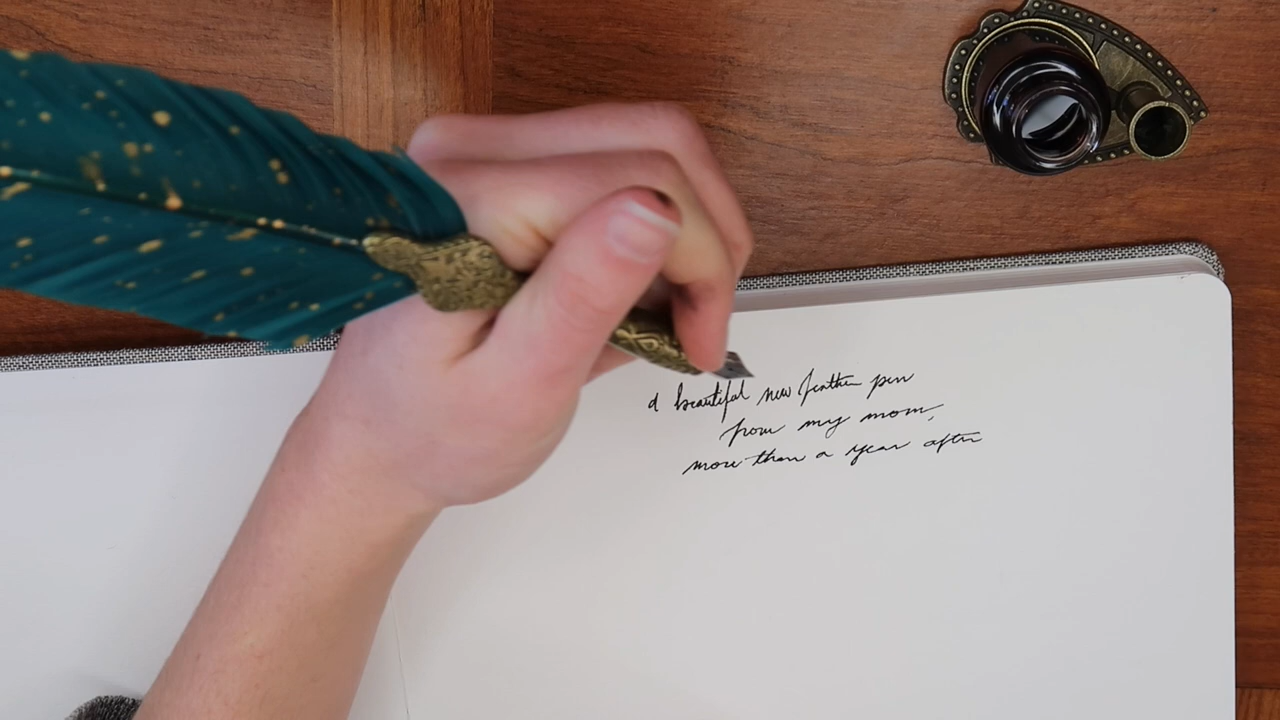 a beautiful new feather pen
from my mom,
more than a year after